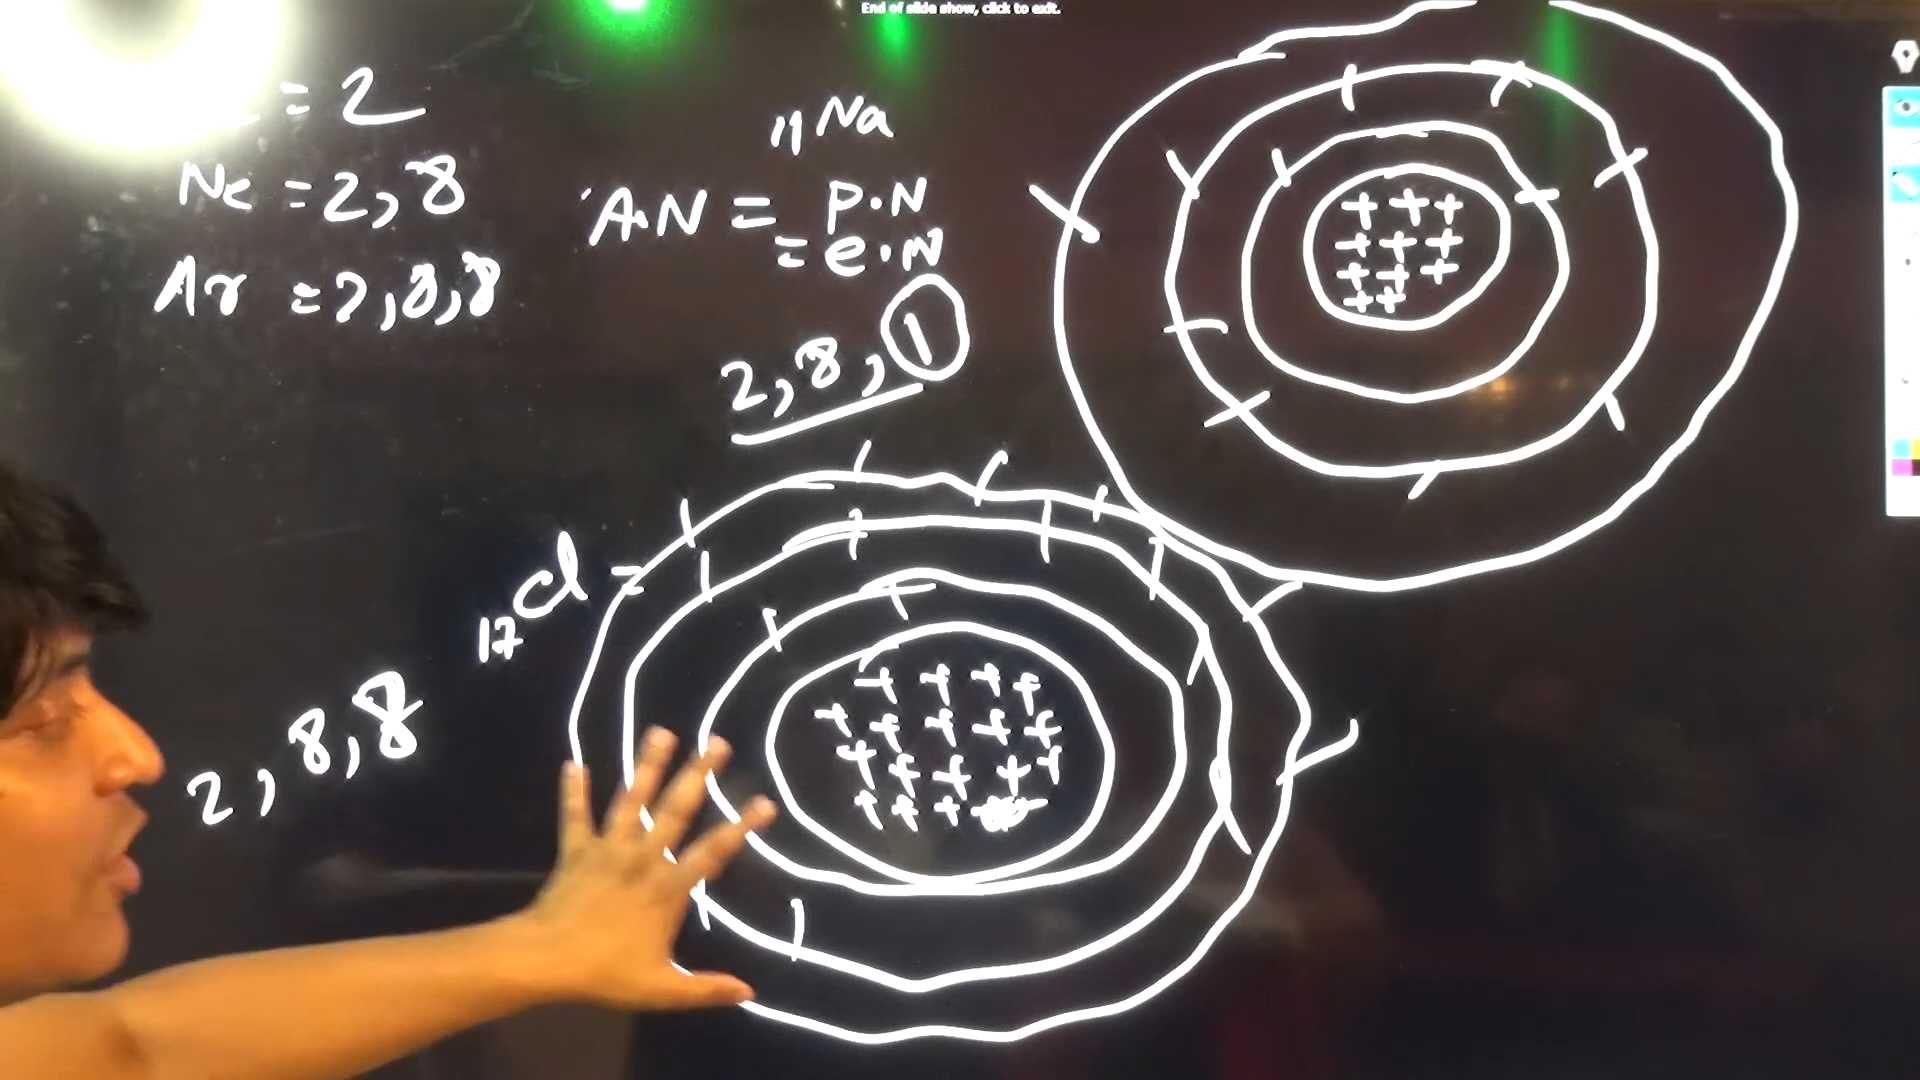 End of slide show, click to exit.
= 2
Ne = 2, 8
Ar = 2, 8, 8
11Na
A.N = P.N
= e.N
2, 8, 1
17Cl =
2, 8, 8
+ + +
+ + +
+ + +
+ +
+ + + +
+ + + + +
+ + + + +
+ + +